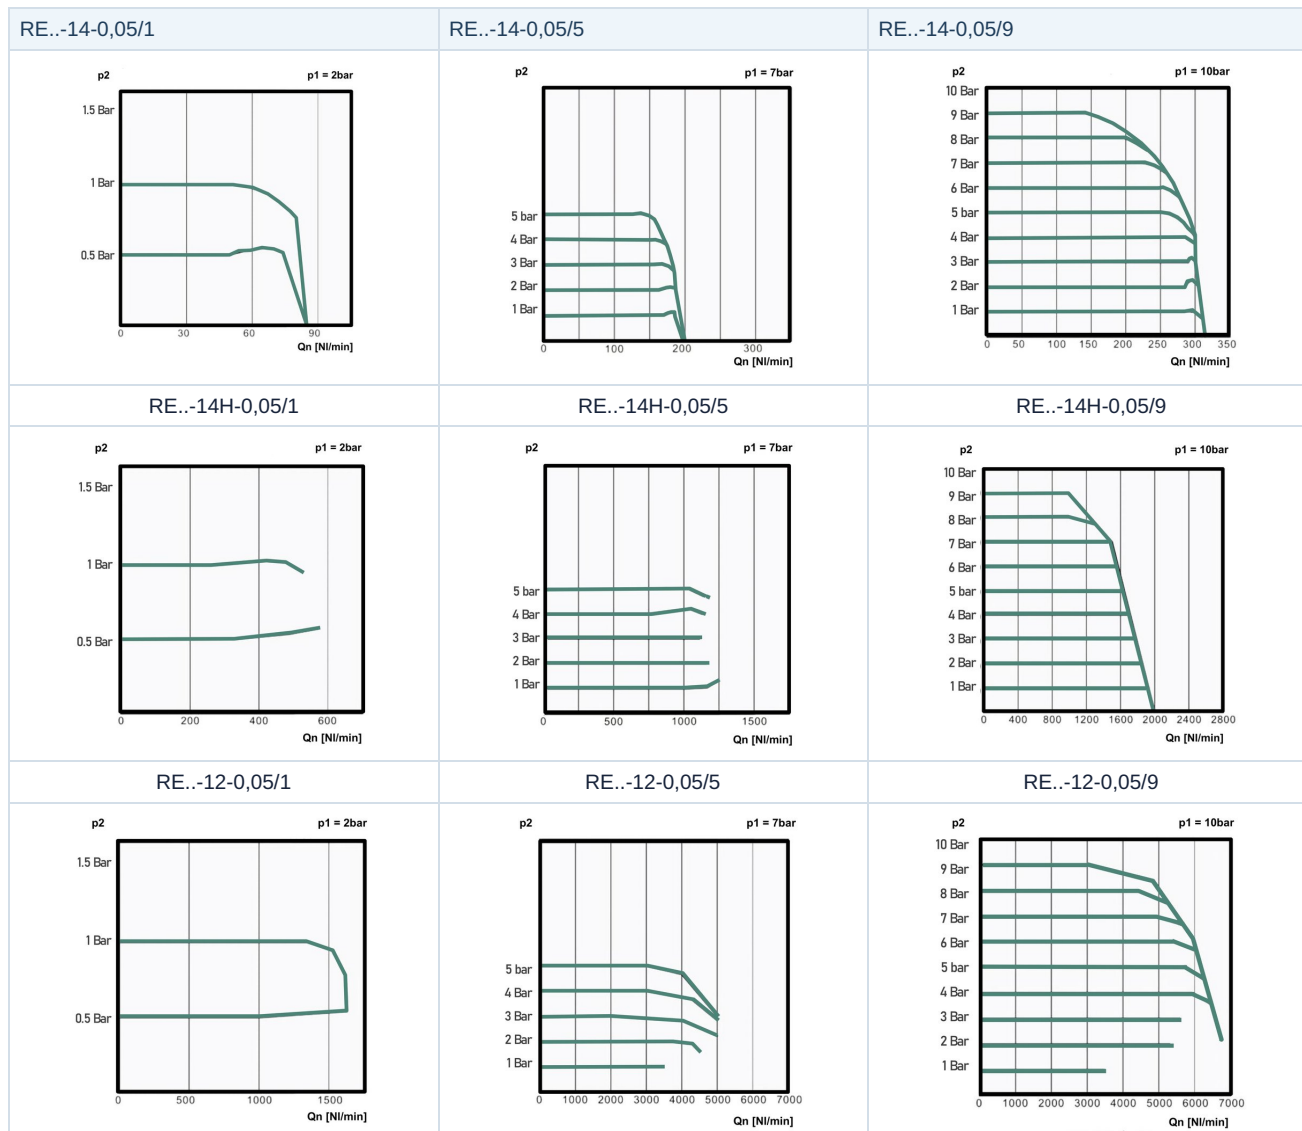 RE..-14-0,05/1
RE..-14-0,05/5
RE..-14-0,05/9
p2
p1 = 2bar
1.5 Bar
1 Bar
0.5 Bar
0 30 60 90
Qn [Nl/min]
p2
p1 = 7bar
5 bar
4 Bar
3 Bar
2 Bar
1 Bar
0 100 200 300
Qn [Nl/min]
p2
p1 = 10bar
10 Bar
9 Bar
8 Bar
7 Bar
6 Bar
5 bar
4 Bar
3 Bar
2 Bar
1 Bar
0 50 100 150 200 250 300 350
Qn [Nl/min]
RE..-14H-0,05/1
RE..-14H-0,05/5
RE..-14H-0,05/9
p2
p1 = 2bar
1.5 Bar
1 Bar
0.5 Bar
0 200 400 600
Qn [Nl/min]
p2
p1 = 7bar
5 bar
4 Bar
3 Bar
2 Bar
1 Bar
0 500 1000 1500
Qn [Nl/min]
p2
p1 = 10bar
10 Bar
9 Bar
8 Bar
7 Bar
6 Bar
5 bar
4 Bar
3 Bar
2 Bar
1 Bar
0 400 800 1200 1600 2000 2400 2800
Qn [Nl/min]
RE..-12-0,05/1
RE..-12-0,05/5
RE..-12-0,05/9
p2
p1 = 2bar
1.5 Bar
1 Bar
0.5 Bar
0 500 1000 1500
Qn [Nl/min]
p2
p1 = 7bar
5 bar
4 Bar
3 Bar
2 Bar
1 Bar
0 1000 2000 3000 4000 5000 6000 7000
Qn [Nl/min]
p2
p1 = 10bar
10 Bar
9 Bar
8 Bar
7 Bar
6 Bar
5 bar
4 Bar
3 Bar
2 Bar
1 Bar
0 1000 2000 3000 4000 5000 6000 7000
Qn [Nl/min]